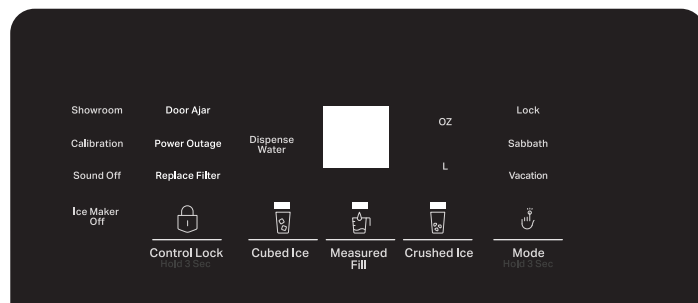 Showroom
Door Ajar
OZ
Lock
Calibration
Power Outage
Dispense
Water
Sabbath
L
Sound Off
Replace Filter
Vacation
Ice Maker
Off
Control Lock
Hold 3 Sec
Cubed Ice
Measured
Fill
Crushed Ice
Mode
Hold 3 Sec